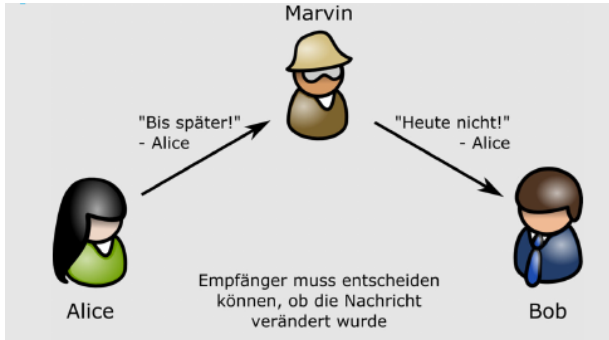 Marvin
"Bis später!"
- Alice
"Heute nicht!"
- Alice
Alice
Empfänger muss entscheiden
können, ob die Nachricht
verändert wurde
Bob